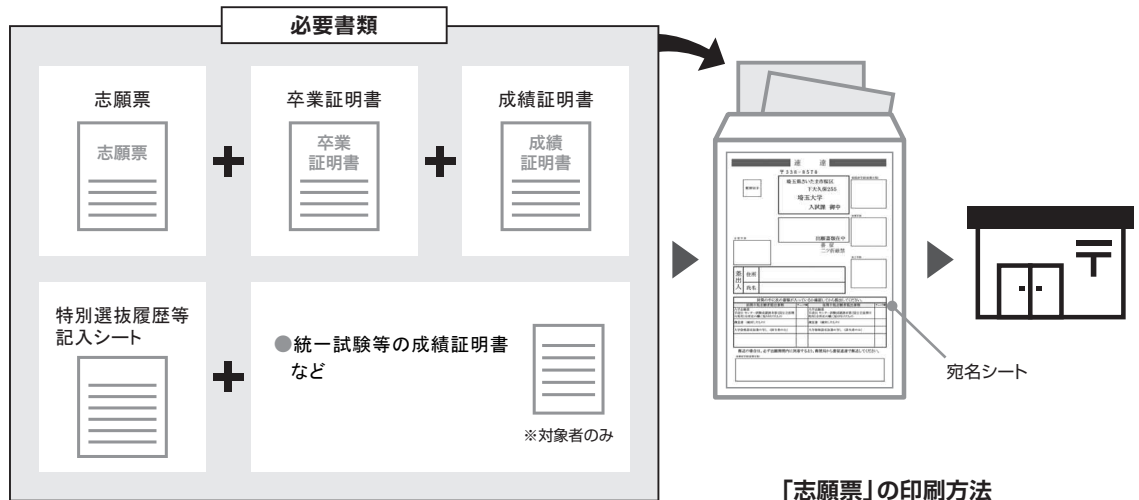 必要書類
志願票
志願票
卒業証明書
卒業
証明書
成績証明書
成績
証明書
特別選抜履歴等
記入シート
●統一試験等の成績証明書
など
※対象者のみ
速 達
〒338-8570
埼玉県さいたま市桜区
下大久保255
埼玉大学
入試課 御中
出願書類在中
差出人
住所
氏名
宛名シート
「志願票」の印刷方法